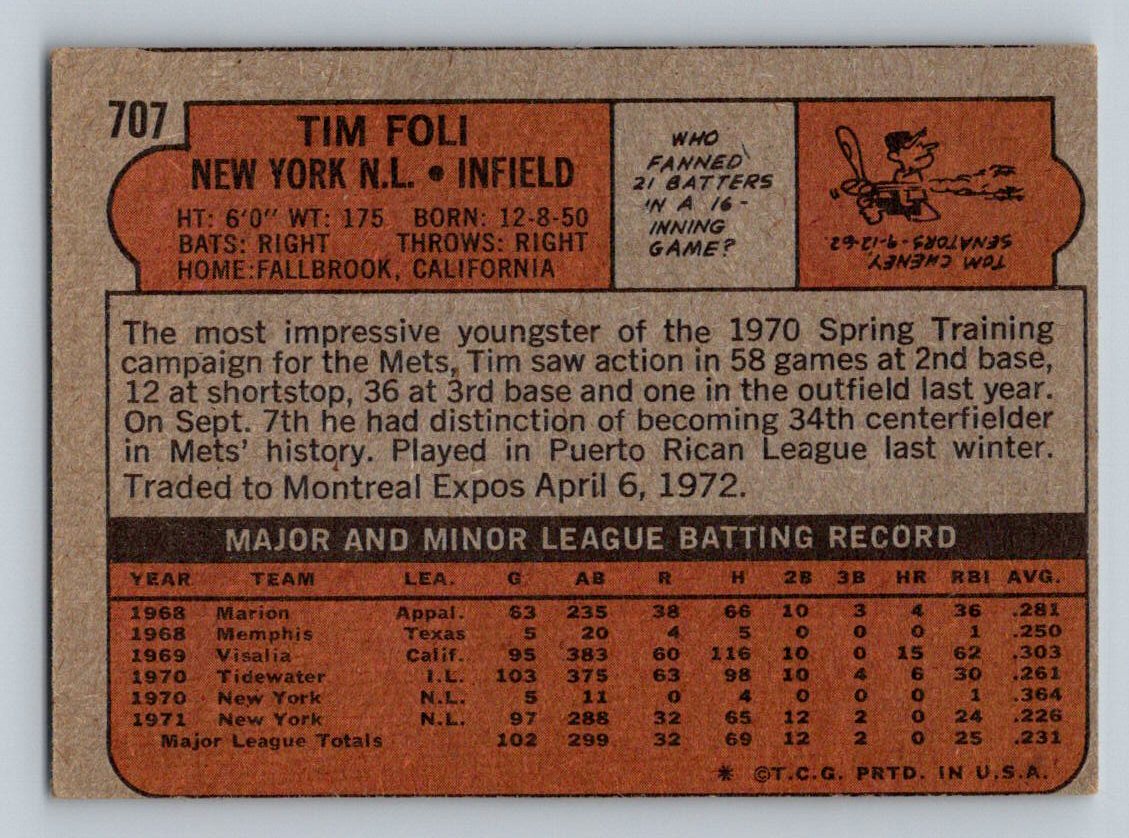 707
TIM FOLI
NEW YORK N.L. • INFIELD
HT: 6'0" WT: 175 BORN: 12-8-50
BATS: RIGHT THROWS: RIGHT
HOME:FALLBROOK, CALIFORNIA
WHO
FANNED
21 BATTERS
IN A 16-
INNING
GAME?
TOM CHENEY,
SENATORS-9-12-62
The most impressive youngster of the 1970 Spring Training
campaign for the Mets, Tim saw action in 58 games at 2nd base,
12 at shortstop, 36 at 3rd base and one in the outfield last year.
On Sept. 7th he had distinction of becoming 34th centerfielder
in Mets' history. Played in Puerto Rican League last winter.
Traded to Montreal Expos April 6, 1972.
MAJOR AND MINOR LEAGUE BATTING RECORD
YEAR TEAM LEA. G AB R H 2B 3B HR RBI AVG.
1968 Marion Appal. 63 235 38 66 10 3 4 36 .281
1968 Memphis Texas 5 20 4 5 0 0 0 1 .250
1969 Visalia Calif. 95 383 60 116 10 0 15 62 .303
1970 Tidewater I.L. 103 375 63 98 10 4 6 30 .261
1970 New York N.L. 5 11 0 4 0 0 0 1 .364
1971 New York N.L. 97 288 32 65 12 2 0 24 .226
Major League Totals 102 299 32 69 12 2 0 25 .231
* ©T.C.G. PRTD. IN U.S.A.